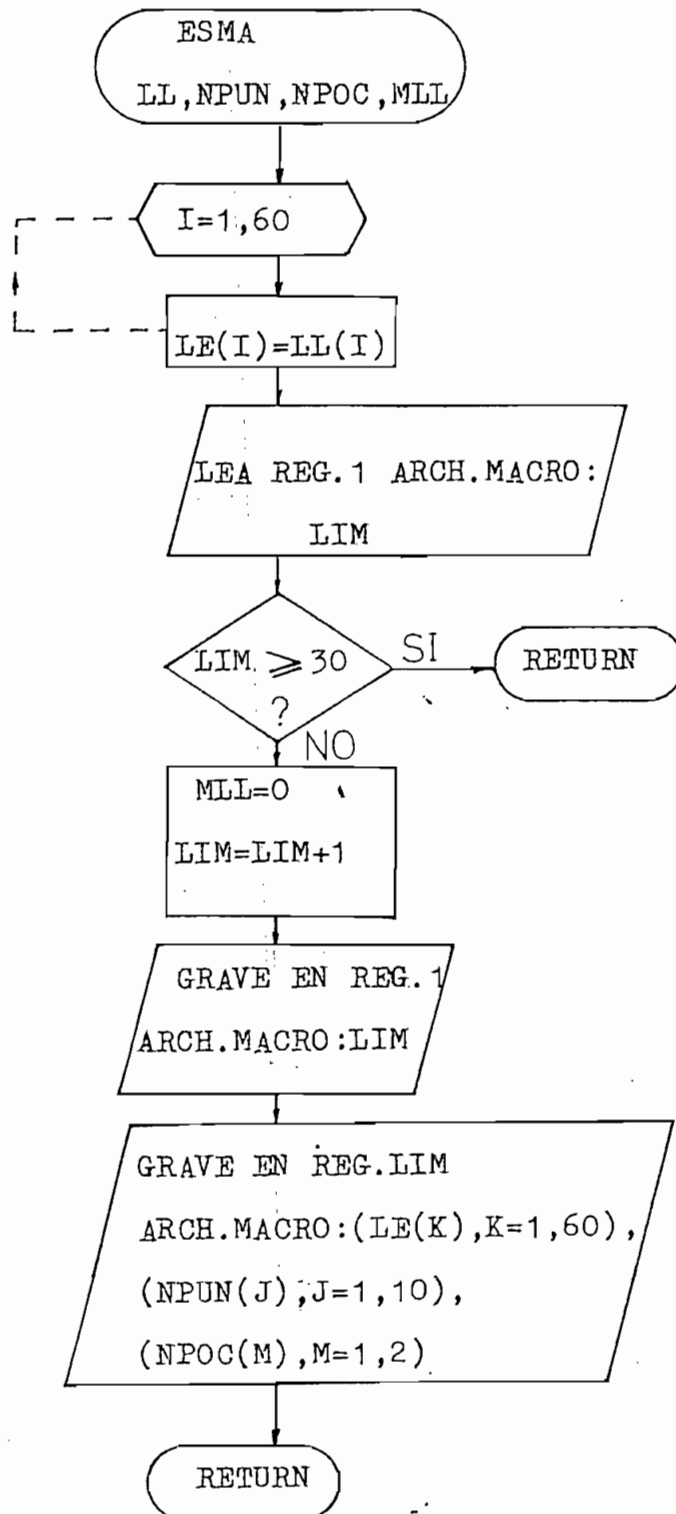 ESMA
LL,NPUN,NPOC,MLL
I=1,60
LE(I)=LL(I)
LEA REG.1 ARCH.MACRO:
LIM
LIM. ⩾ 30
?
SI
RETURN
NO
MLL=0
LIM=LIM+1
GRAVE EN REG.1
ARCH.MACRO:LIM
GRAVE EN REG.LIM
ARCH.MACRO:(LE(K),K=1,60),
(NPUN(J),J=1,10),
(NPOC(M),M=1,2)
RETURN